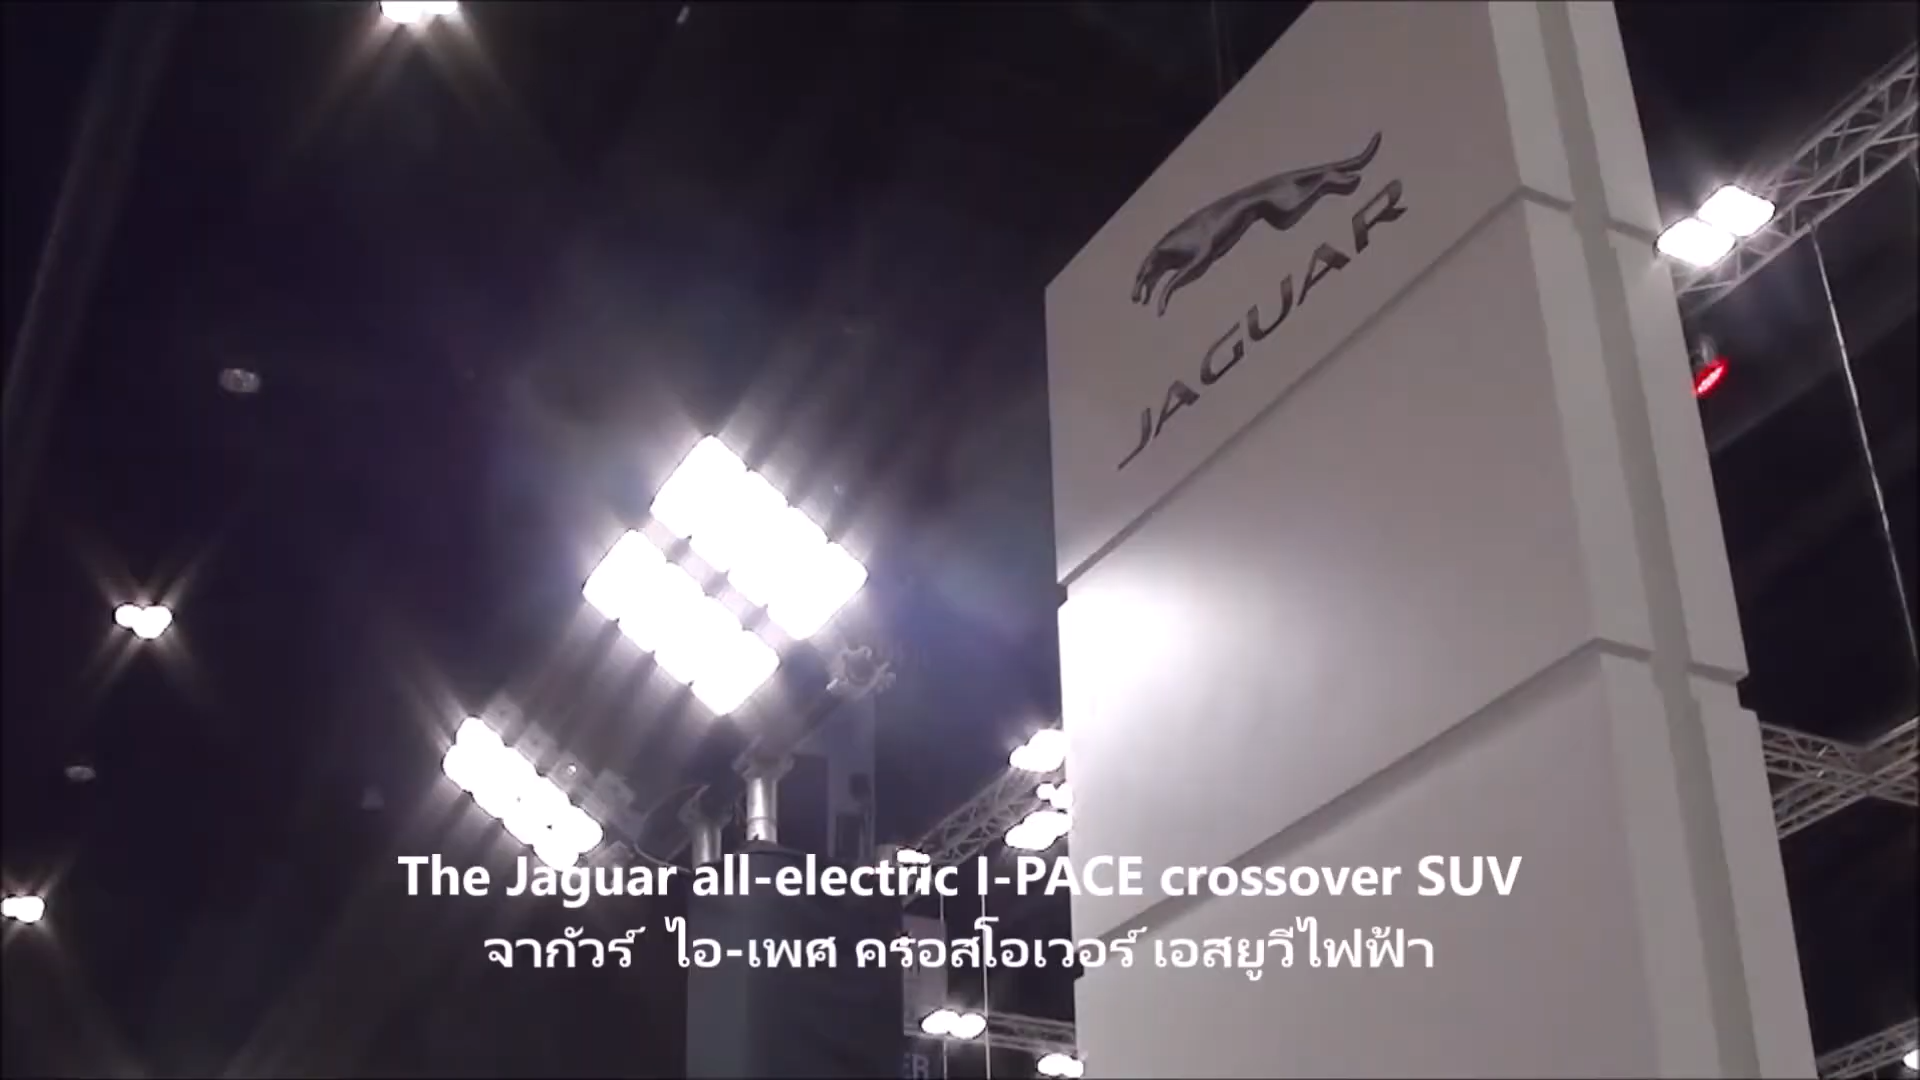 JAGUAR
The Jaguar all-electric I-PACE crossover SUV
จากัวร์ ไอ-เพศ ครอสโอเวอร์ เอสยูวีไฟฟ้า